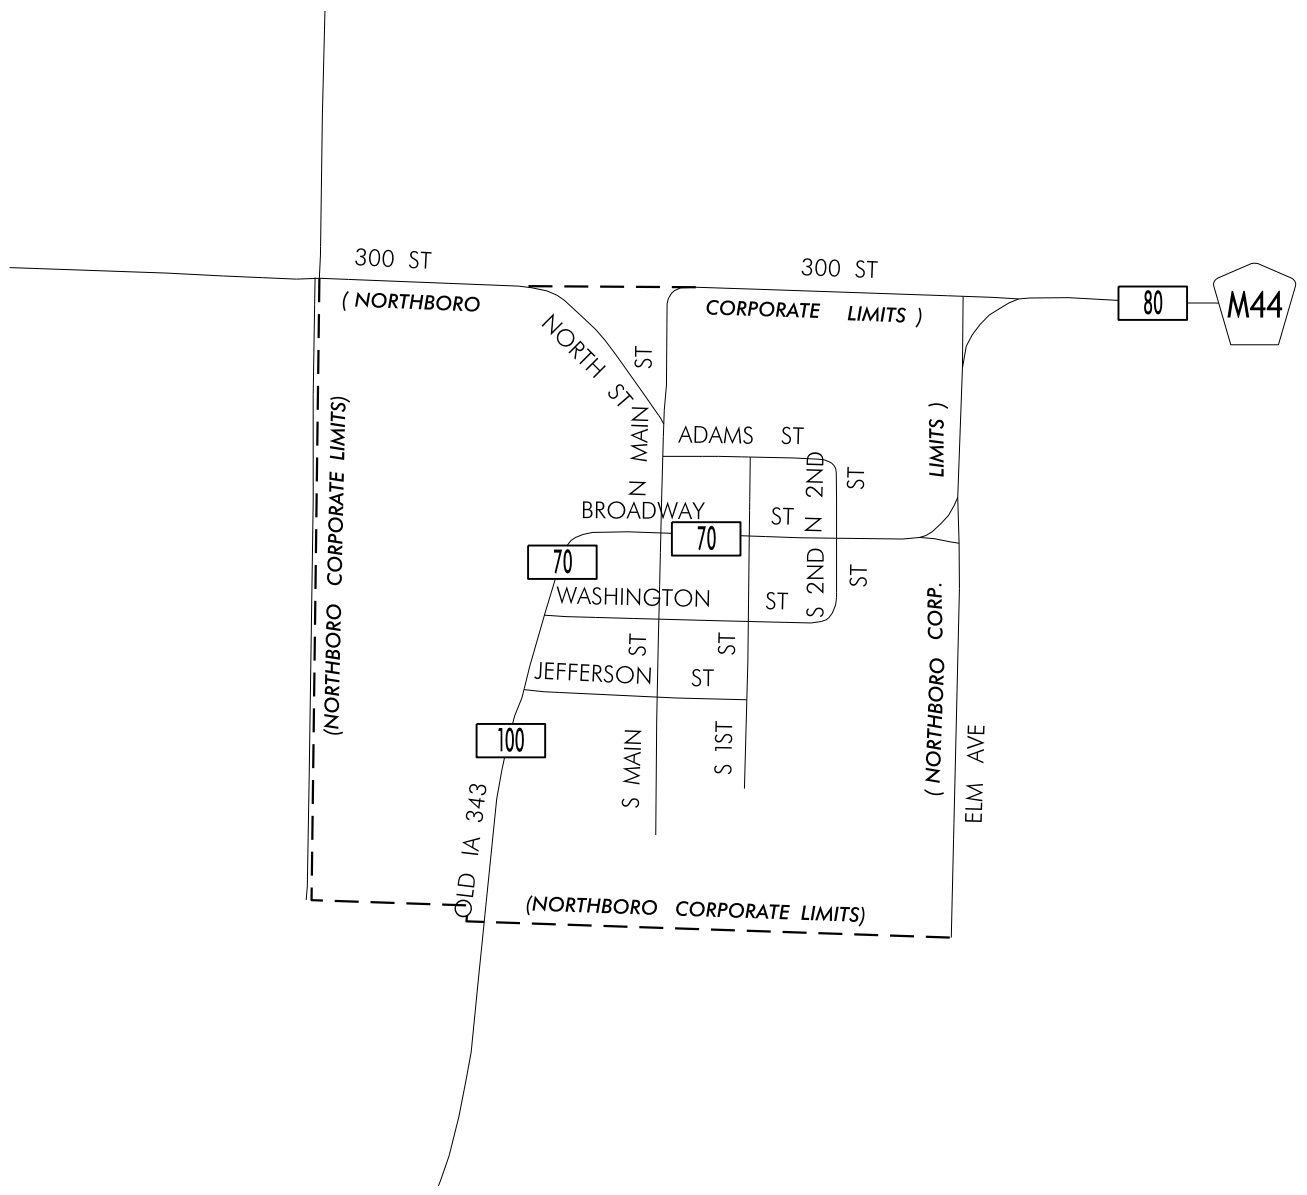 300 ST
300 ST
( NORTHBORO
CORPORATE LIMITS )
80
M44
NORTH ST
N MAIN ST
ADAMS ST
N 2ND ST
BROADWAY ST
70
70
S 2ND ST
WASHINGTON ST
JEFFERSON ST
100
S MAIN ST
S 1ST ST
OLD IA 343
ELM AVE
(NORTHBORO CORPORATE LIMITS)
( NORTHBORO CORP. LIMITS )
(NORTHBORO CORPORATE LIMITS)